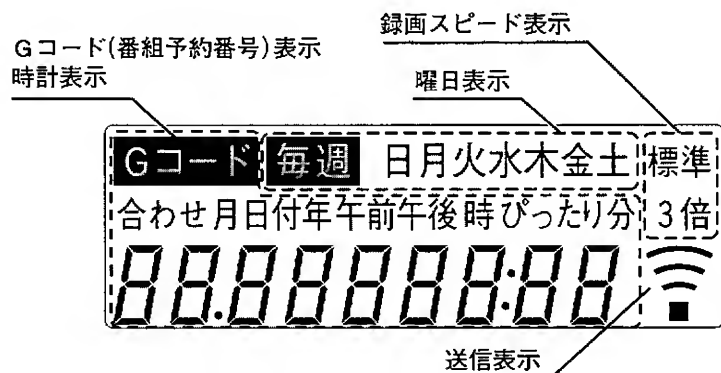 録画スピード表示
Gコード(番組予約番号)表示
時計表示
曜日表示
Gコード 毎週 日月火水木金土 標準
合わせ月日付年午前午後時ぴったり分 3倍
88.88888:88
送信表示